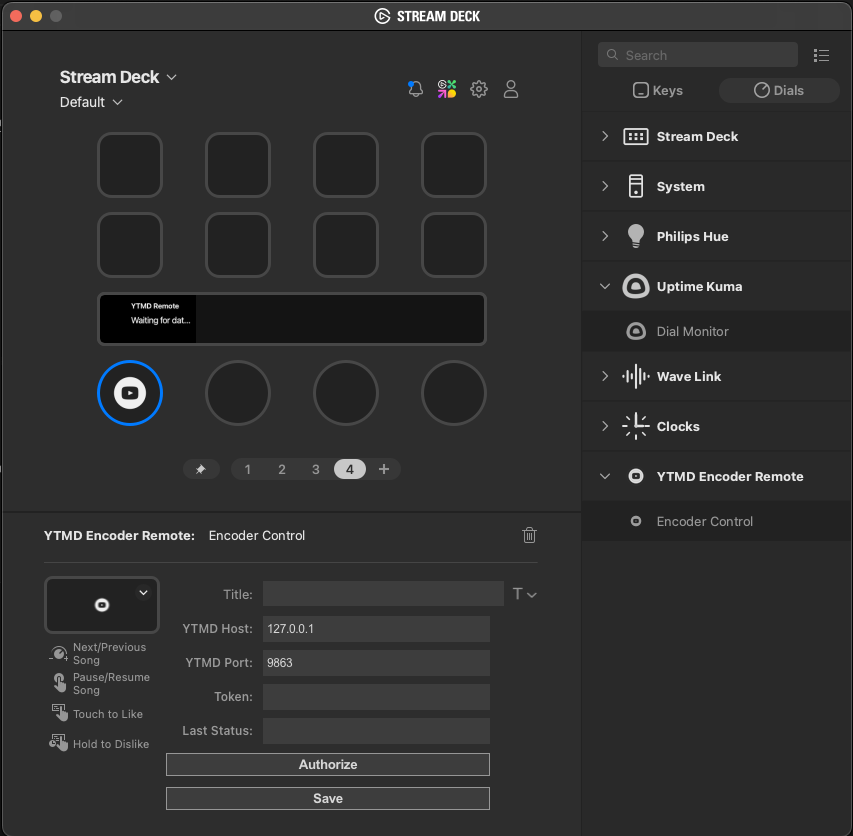 STREAM DECK
Stream Deck
Default
YTMD Remote
Waiting for dat...
1 2 3 4 +
YTMD Encoder Remote: Encoder Control
Title:
T
YTMD Host: 127.0.0.1
YTMD Port: 9863
Token:
Last Status:
Authorize
Save
Next/Previous
Song
Pause/Resume
Song
Touch to Like
Hold to Dislike
Search
Keys
Dials
Stream Deck
System
Philips Hue
Uptime Kuma
Dial Monitor
Wave Link
Clocks
YTMD Encoder Remote
Encoder Control